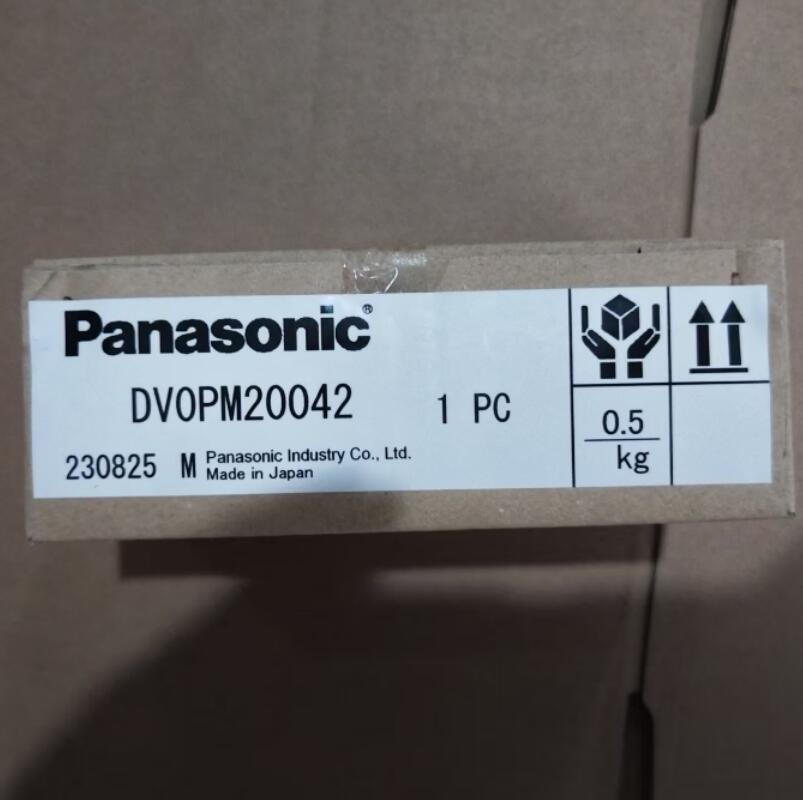 Panasonic®
DV0PM20042 1 PC
230825 M Panasonic Industry Co., Ltd.
Made in Japan
0.5
kg